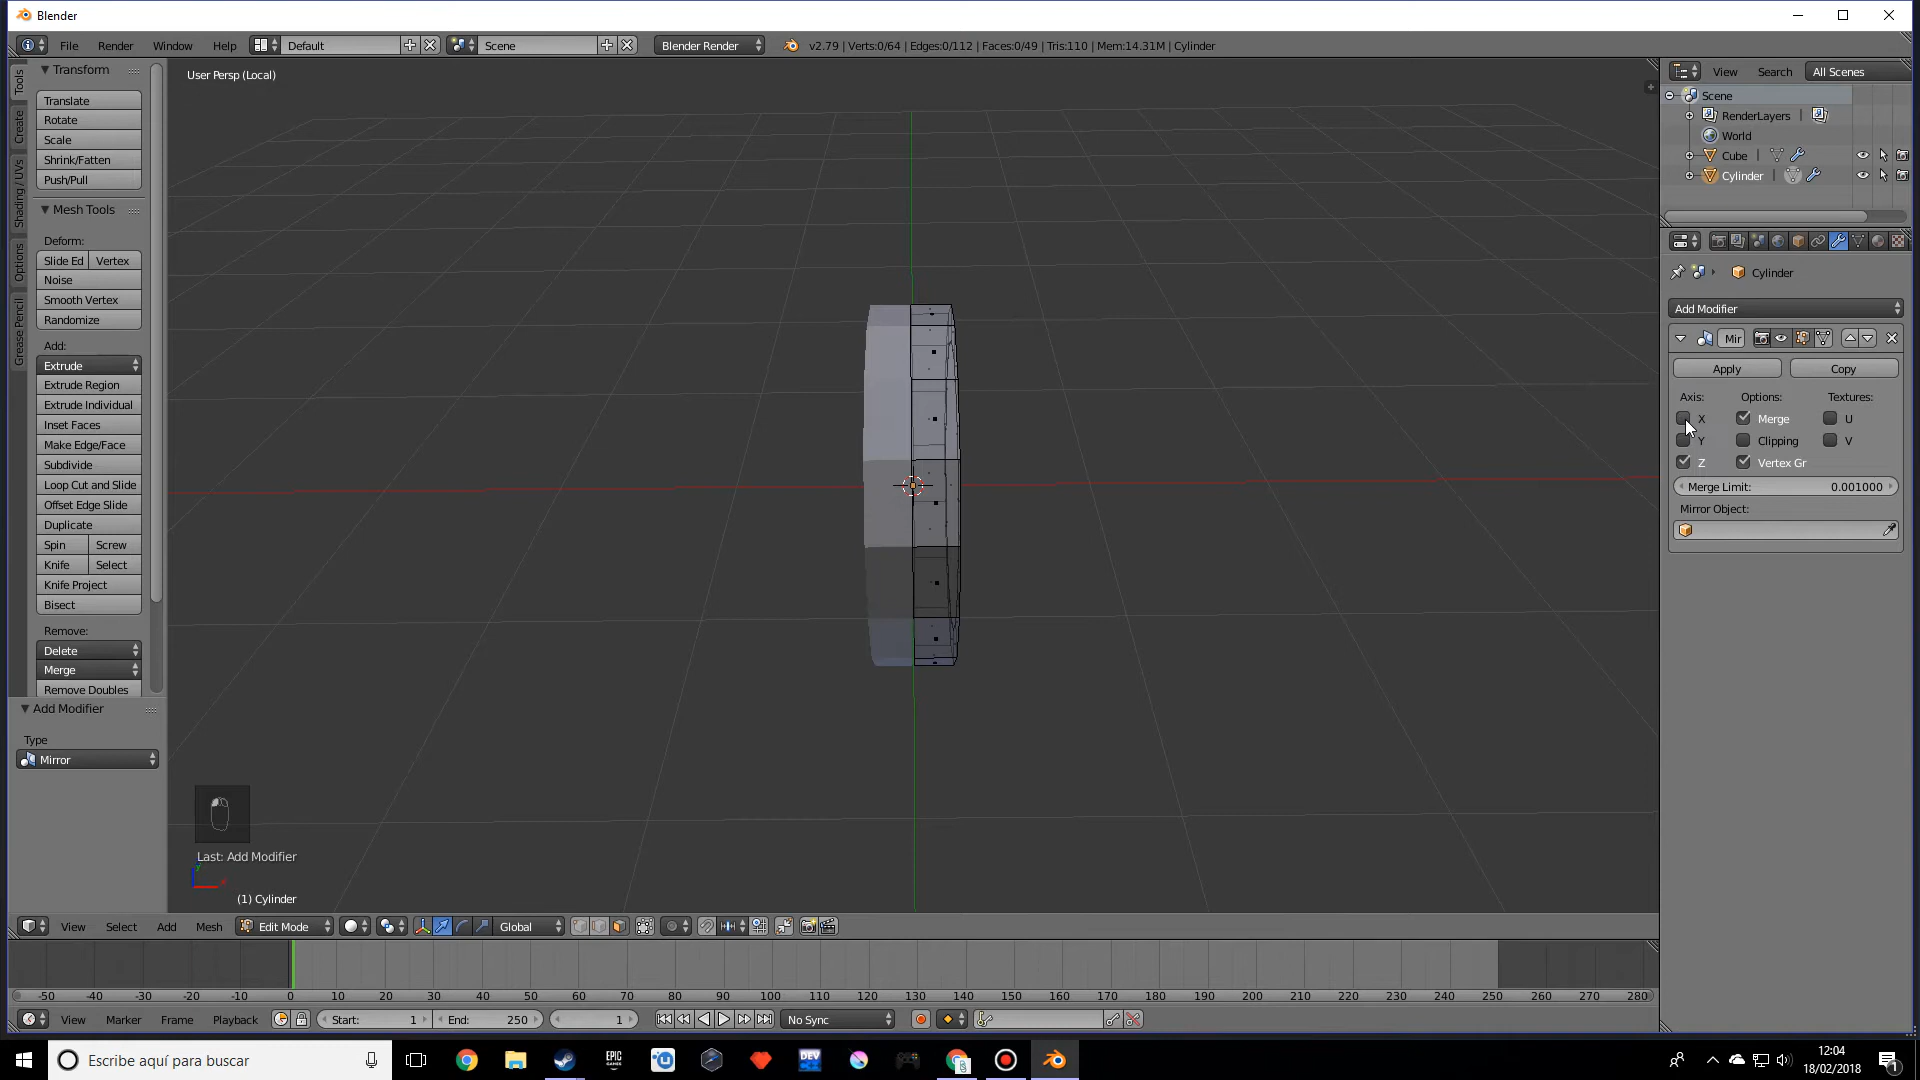 Blender
File Render Window Help Default Scene Blender Render v2.79 | Verts:0/64 | Edges:0/112 | Faces:0/49 | Tris:110 | Mem:14.31M | Cylinder
Tools
Create
Shading / UVs
Options
Grease Pencil
Transform
Translate
Rotate
Scale
Shrink/Fatten
Push/Pull
Mesh Tools
Deform:
Slide Ed Vertex
Noise
Smooth Vertex
Randomize
Add:
Extrude
Extrude Region
Extrude Individual
Inset Faces
Make Edge/Face
Subdivide
Loop Cut and Slide
Offset Edge Slide
Duplicate
Spin Screw
Knife Select
Knife Project
Bisect
Remove:
Delete
Merge
Remove Doubles
Add Modifier
Type
Mirror
User Persp (Local)
Last: Add Modifier
(1) Cylinder
View Search All Scenes
Scene
RenderLayers |
World
Cube |
Cylinder |
Cylinder
Add Modifier
Mir
Apply Copy
Axis: Options: Textures:
X Merge U
Y Clipping V
Z Vertex Gr
Merge Limit: 0.001000
Mirror Object:
View Select Add Mesh Edit Mode Global
-50 -40 -30 -20 -10 0 10 20 30 40 50 60 70 80 90 100 110 120 130 140 150 160 170 180 190 200 210 220 230 240 250 260 270 280
View Marker Frame Playback Start: 1 End: 250 1 No Sync
Escribe aquí para buscar
EPIC GAMES
DEV
12:04
18/02/2018
1